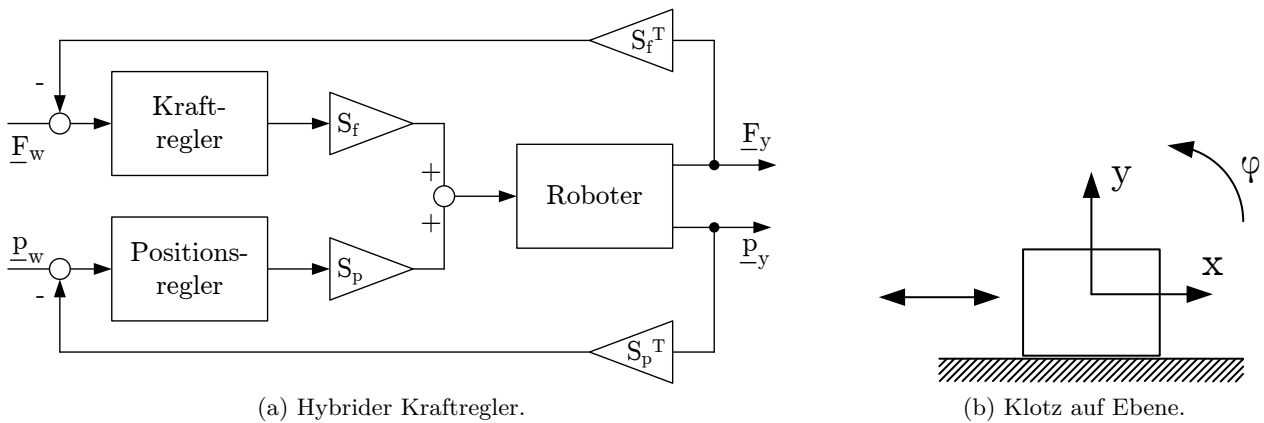 S_f^T
-
Kraft-
regler
S_f
F_w
+
F_y
Roboter
+
p_w
Positions-
regler
S_p
p_y
-
S_p^T
(a) Hybrider Kraftregler.
φ
y
x
(b) Klotz auf Ebene.